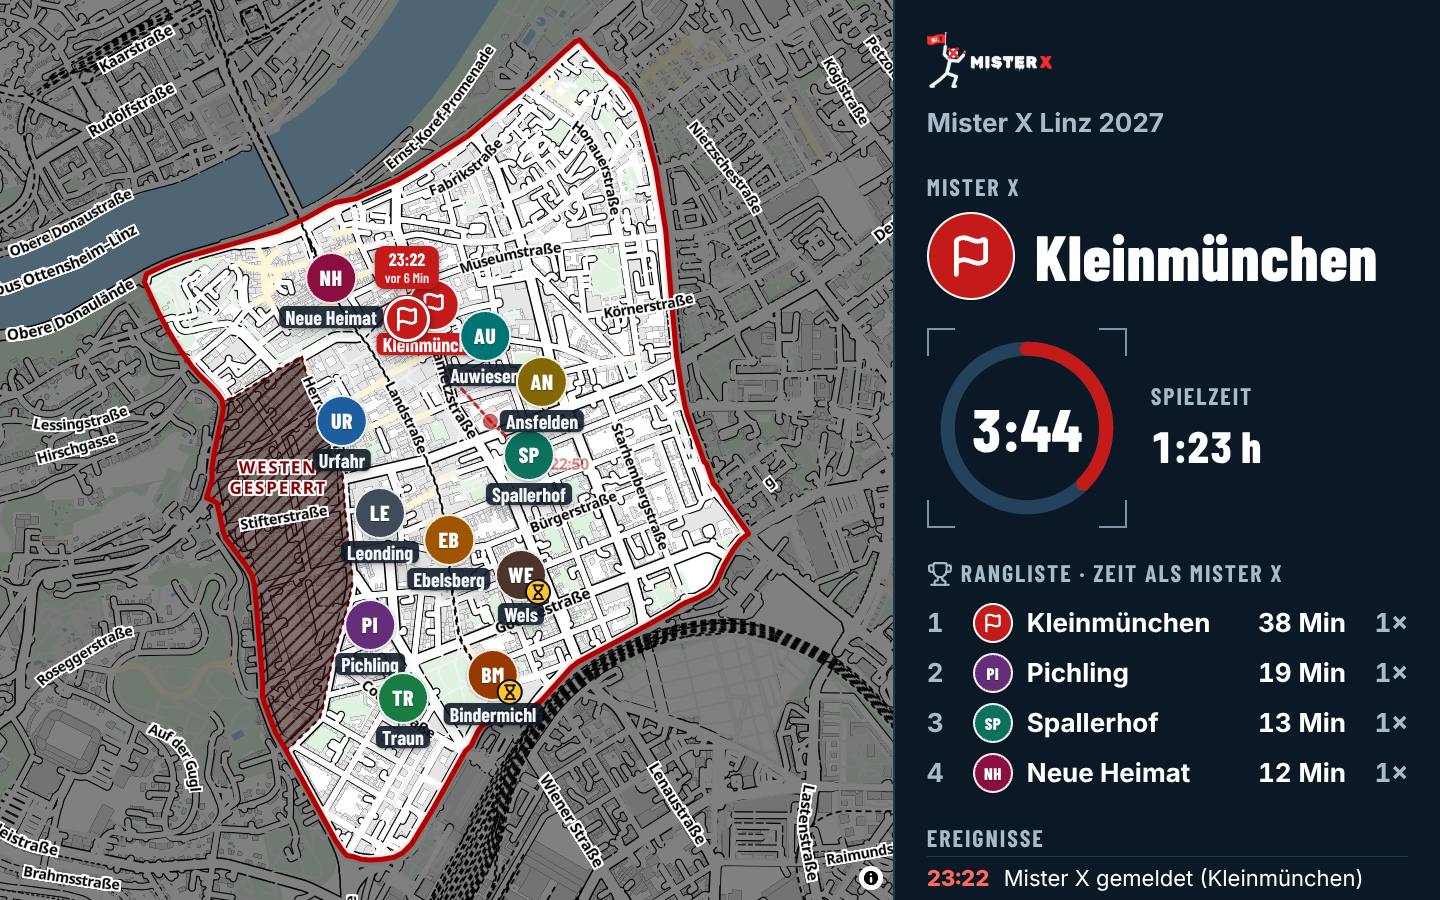 Kaarstraße
Rudolfstraße
Ernst-Koref-Promenade
Köglstraße
Nietzschestraße
Honauerstraße
Fabrikstraße
Obere Donaustraße
Ottensheim-Linz
Obere Donaulände
Museumstraße
Körnerstraße
23:22
vor 6 Min
NH
Neue Heimat
AU
AN
Ansfelden
Landstraße
UR
Urfahr
Lessingstraße
Hirschgasse
WESTEN
GESPERRT
Stifterstraße
SP
Spallerhof
22:50
Starhembergstraße
Bürgerstraße
LE
Leonding
EB
Ebelsberg
WE
Wels
PI
Pichling
BM
Bindermichl
TR
Traun
Roseggerstraße
Auf der Gugl
Wiener Straße
Lenaustraße
Lastenstraße
Brahmsstraße
MISTER X
Mister X Linz 2027
MISTER X
Kleinmünchen
3:44
SPIELZEIT
1:23 h
RANGLISTE · ZEIT ALS MISTER X
1 Kleinmünchen 38 Min 1×
2 PI Pichling 19 Min 1×
3 SP Spallerhof 13 Min 1×
4 NH Neue Heimat 12 Min 1×
EREIGNISSE
23:22 Mister X gemeldet (Kleinmünchen)